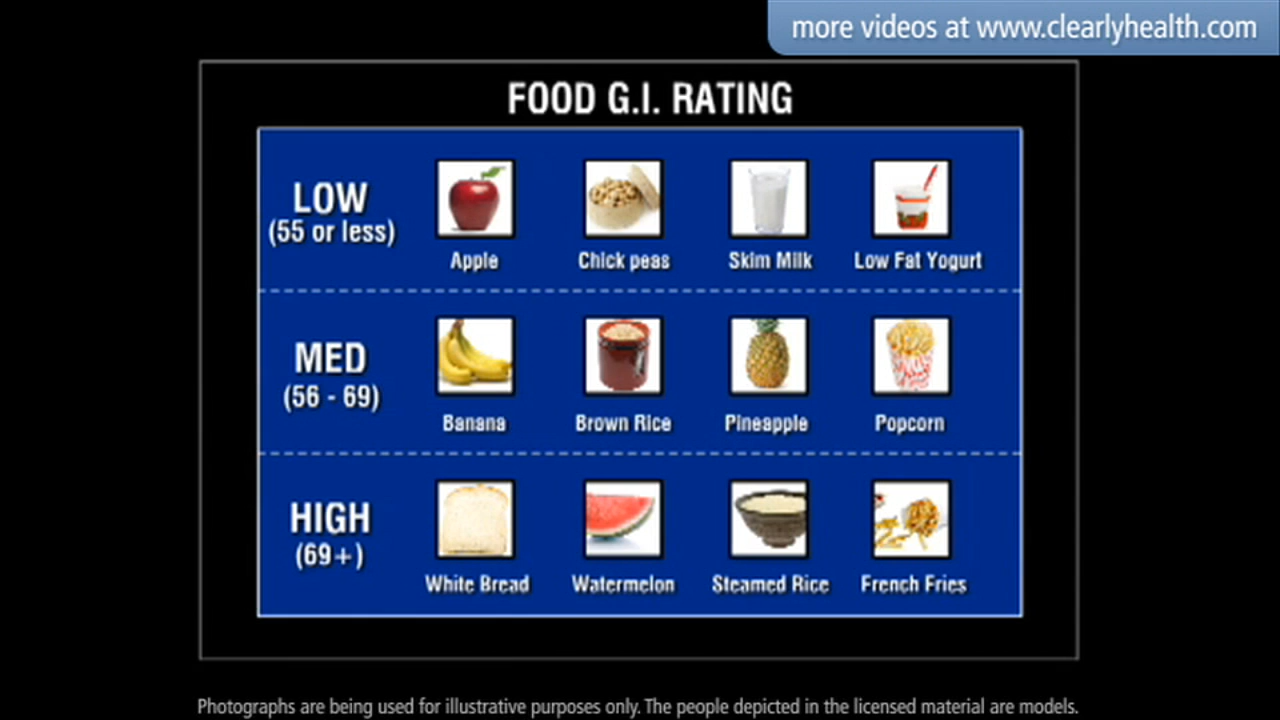 more videos at www.clearlyhealth.com
FOOD G.I. RATING
LOW
(55 or less)
Apple
Chick peas
Skim Milk
Low Fat Yogurt
MED
(56 - 69)
Banana
Brown Rice
Pineapple
Popcorn
HIGH
(69+)
White Bread
Watermelon
Steamed Rice
French Fries
Photographs are being used for illustrative purposes only. The people depicted in the licensed material are models.